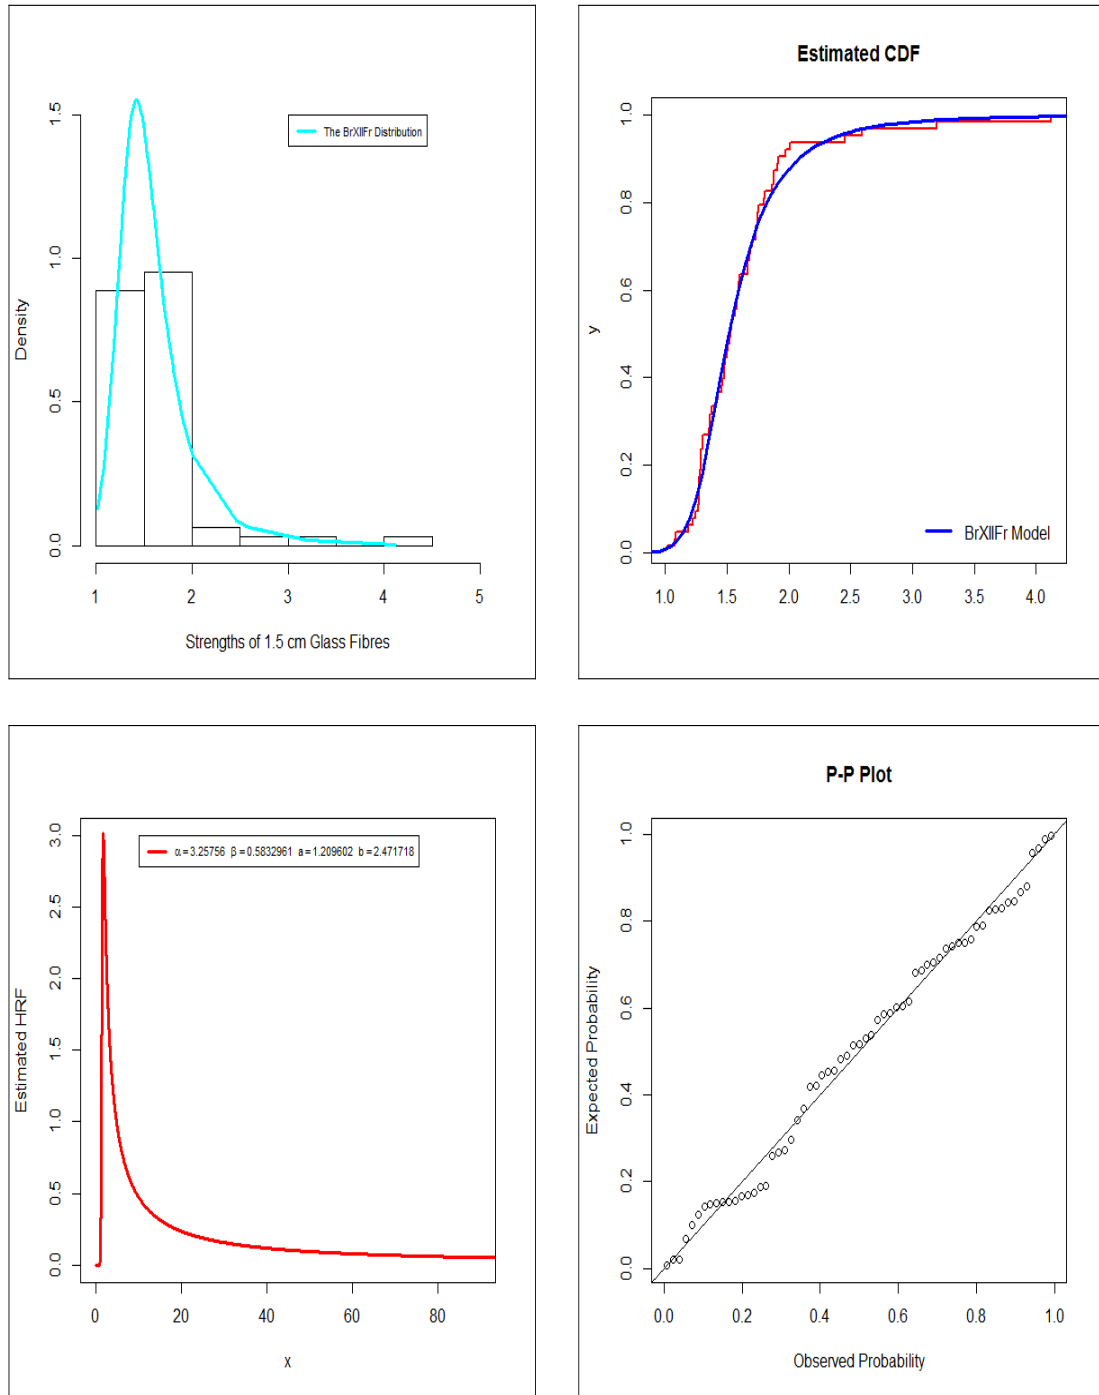 The BrXIIFr Distribution
Density
0.0 0.5 1.0 1.5
1 2 3 4 5
Strengths of 1.5 cm Glass Fibres
Estimated CDF
y
0.0 0.2 0.4 0.6 0.8 1.0
BrXIIFr Model
1.0 1.5 2.0 2.5 3.0 3.5 4.0
α = 3.25756 β = 0.5832961 a = 1.209602 b = 2.471718
Estimated HRF
0.0 0.5 1.0 1.5 2.0 2.5 3.0
0 20 40 60 80
x
P-P Plot
Expected Probability
0.0 0.2 0.4 0.6 0.8 1.0
0.0 0.2 0.4 0.6 0.8 1.0
Observed Probability